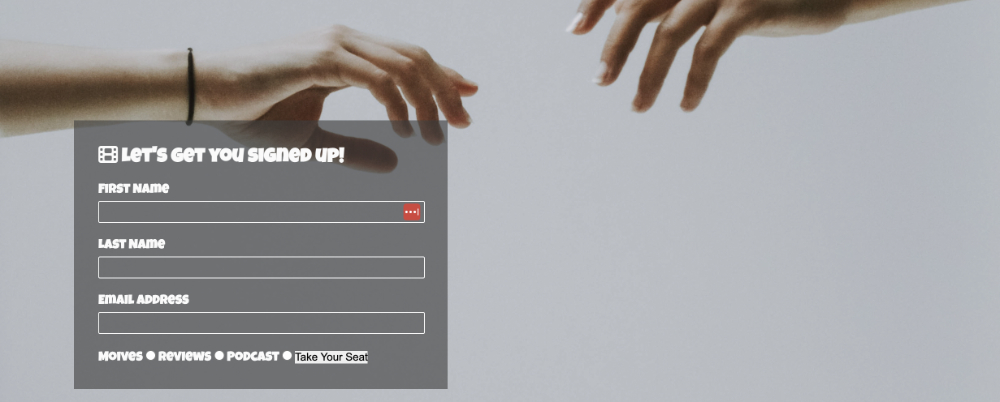 Let's get you signed up!
First Name
Last Name
Email Address
Moives Reviews Podcast Take Your Seat